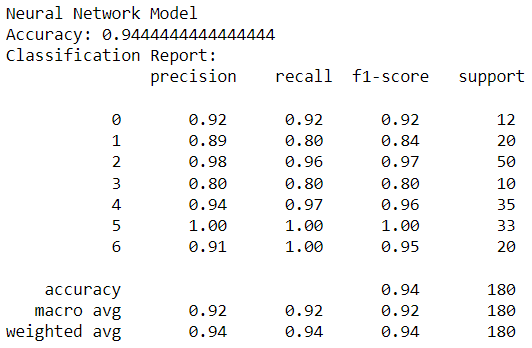 Neural Network Model
Accuracy: 0.9444444444444444
Classification Report:
precision recall f1-score support
0 0.92 0.92 0.92 12
1 0.89 0.80 0.84 20
2 0.98 0.96 0.97 50
3 0.80 0.80 0.80 10
4 0.94 0.97 0.96 35
5 1.00 1.00 1.00 33
6 0.91 1.00 0.95 20
accuracy 0.94 180
macro avg 0.92 0.92 0.92 180
weighted avg 0.94 0.94 0.94 180